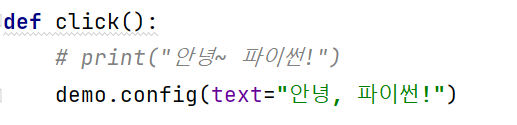 def click():
    # print("안녕~ 파이썬!")
    demo.config(text="안녕, 파이썬!")